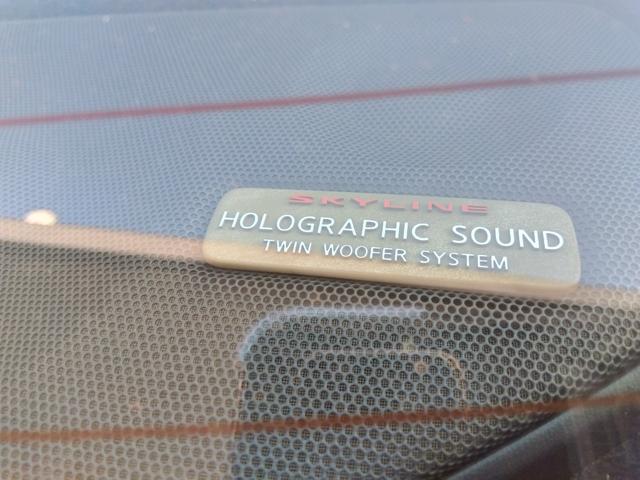 SKYLINE
HOLOGRAPHIC SOUND
TWIN WOOFER SYSTEM